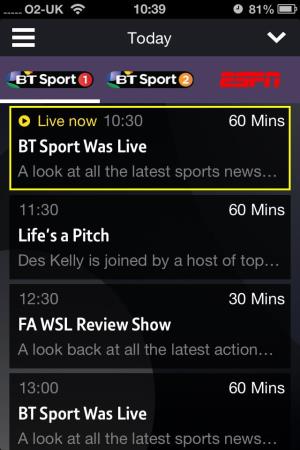 O2-UK 10:39 81%
Today
BT Sport 1 BT Sport 2 ESPN
Live now 10:30 60 Mins
BT Sport Was Live
A look at all the latest sports news…
11:30 60 Mins
Life's a Pitch
Des Kelly is joined by a host of top…
12:30 30 Mins
FA WSL Review Show
A look back at all the latest action…
13:00 60 Mins
BT Sport Was Live
A look at all the latest sports news…